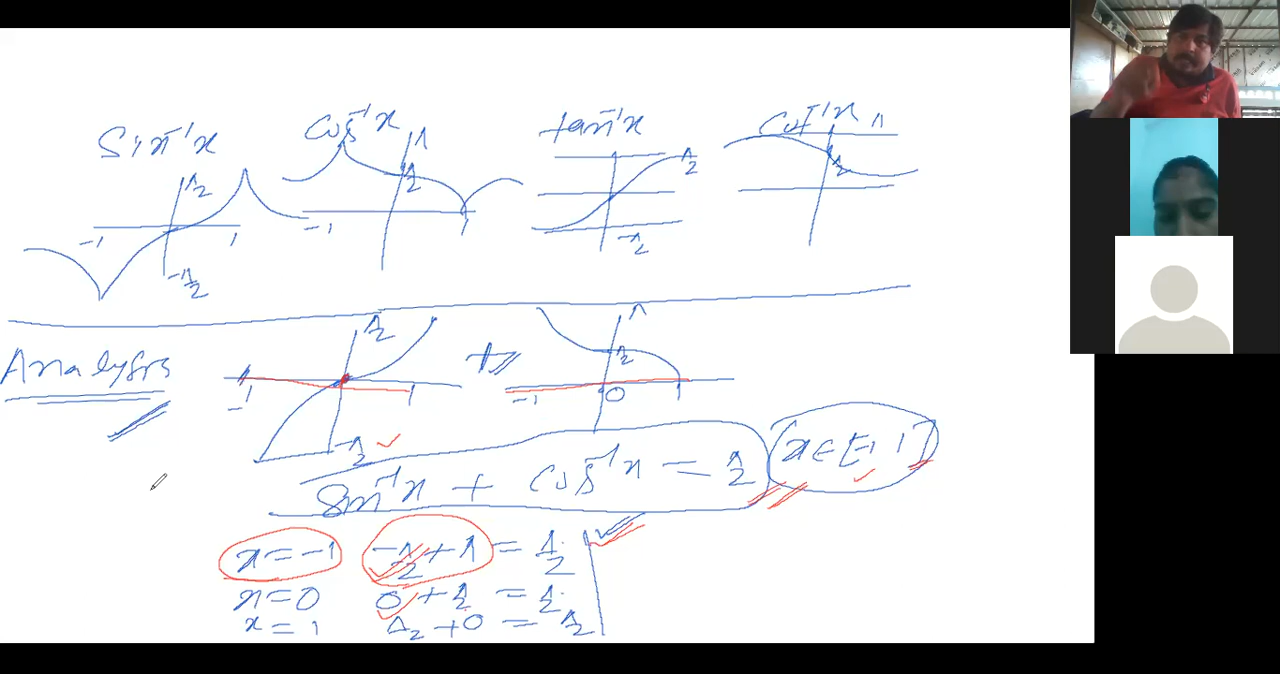 Sin⁻¹x Cos⁻¹x tan⁻¹x Cot⁻¹x
π/2 -1 1 -π/2
π π/2 -1 1
π/2 -π/2
π π/2
Analysis
π/2 -1 1 -π/2 + π π/2 -1 0 1
Sin⁻¹x + Cos⁻¹x = π/2 [x∈[-1, 1]]
x = -1 -π/2 + π = π/2
x = 0 0 + π/2 = π/2
x = 1 π/2 + 0 = π/2